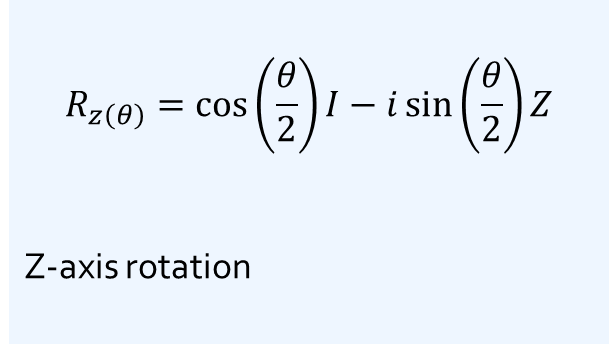 R_{z(θ)} = cos(θ/2) I − i sin(θ/2) Z
Z-axis rotation